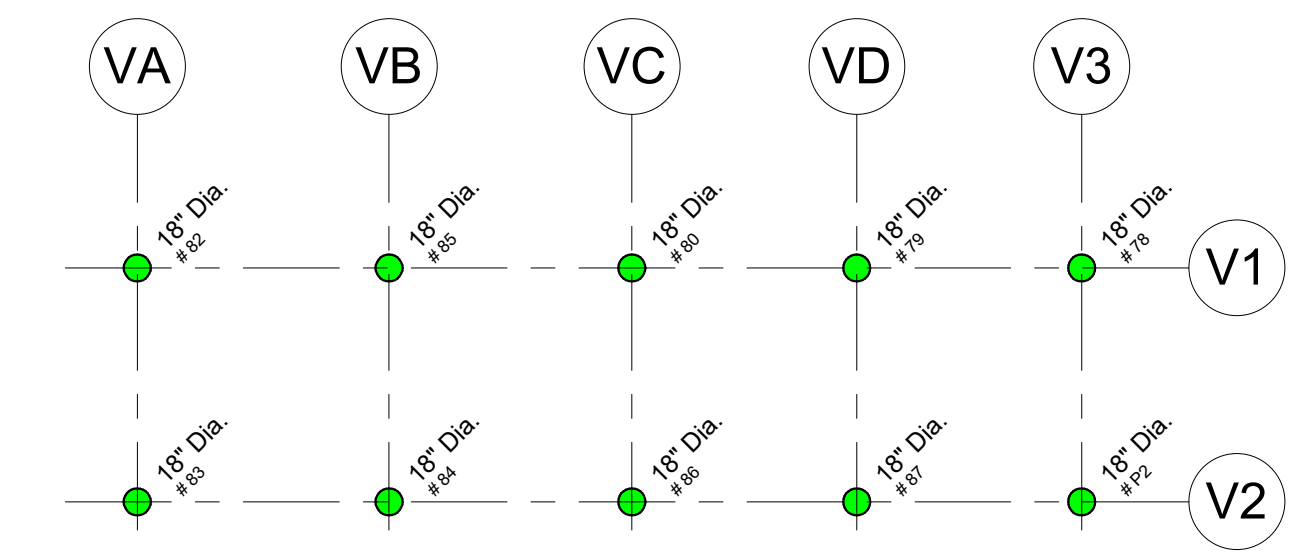 VA
VB
VC
VD
V3
18" Dia.
# 82
18" Dia.
# 85
18" Dia.
# 80
18" Dia.
# 79
18" Dia.
# 78
V1
18" Dia.
# 83
18" Dia.
# 84
18" Dia.
# 86
18" Dia.
# 87
18" Dia.
# P2
V2